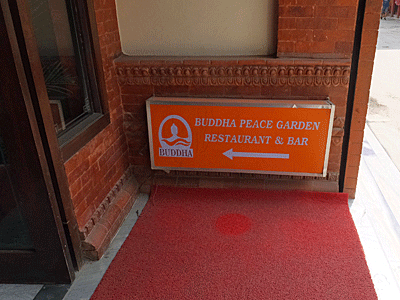 BUDDHA PEACE GARDEN
RESTAURANT & BAR
BUDDHA